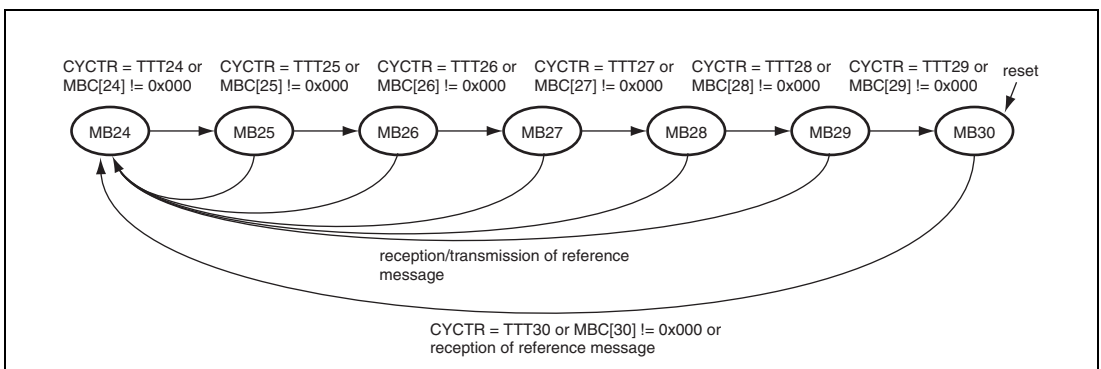 CYCTR = TTT24 or
MBC[24] != 0x000
CYCTR = TTT25 or
MBC[25] != 0x000
CYCTR = TTT26 or
MBC[26] != 0x000
CYCTR = TTT27 or
MBC[27] != 0x000
CYCTR = TTT28 or
MBC[28] != 0x000
CYCTR = TTT29 or
MBC[29] != 0x000
reset
MB24
MB25
MB26
MB27
MB28
MB29
MB30
reception/transmission of reference
message
CYCTR = TTT30 or MBC[30] != 0x000 or
reception of reference message